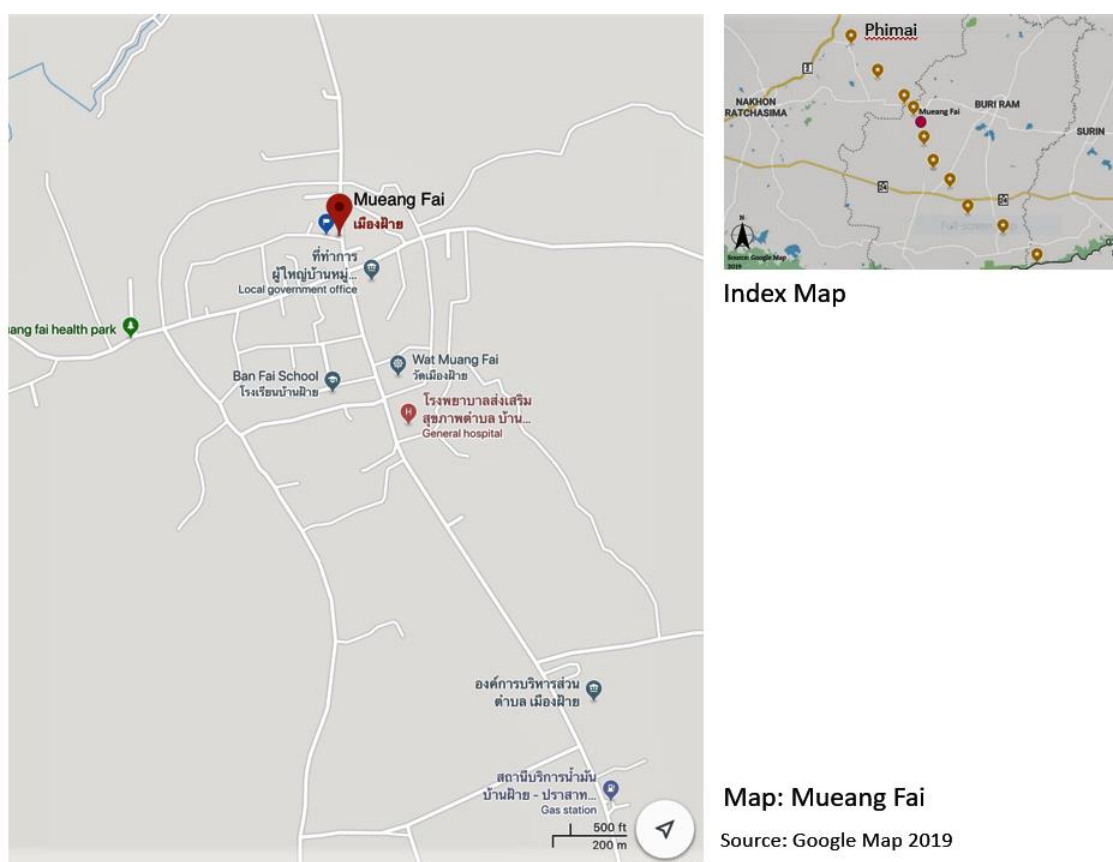 Mueang Fai
เมืองฝ้าย
ที่ทำการ
ผู้ใหญ่บ้านหมู่...
Local government office
ang fai health park
Wat Muang Fai
วัดเมืองฝ้าย
Ban Fai School
โรงเรียนบ้านฝ้าย
โรงพยาบาลส่งเสริม
สุขภาพตำบล บ้าน...
General hospital
องค์การบริหารส่วน
ตำบล เมืองฝ้าย
สถานีบริการน้ำมัน
บ้านฝ้าย - ปราสาท...
Gas station
500 ft
200 m
Phimai
2
NAKHON
RATCHASIMA
Mueang Fai
BURI RAM
SURIN
24
24
N
Source: Google Map
2019
Index Map
Map: Mueang Fai
Source: Google Map 2019